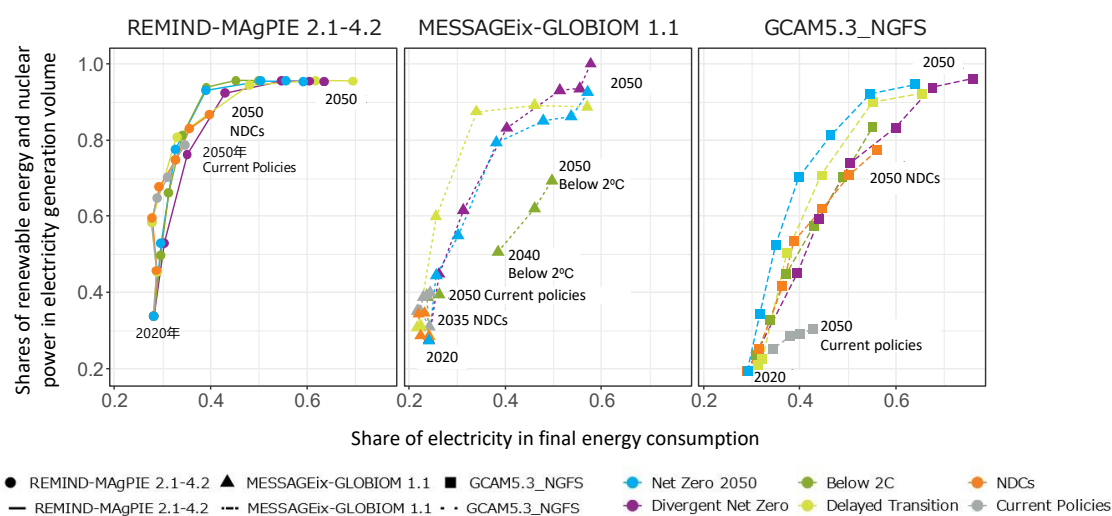 REMIND-MAgPIE 2.1-4.2
MESSAGEix-GLOBIOM 1.1
GCAM5.3_NGFS
Shares of renewable energy and nuclear
power in electricity generation volume
1.0
0.8
0.6
0.4
0.2
2050
2050
NDCs
2050年
Current Policies
2020年
2050
2050
Below 2ºC
2040
Below 2ºC
2050 Current policies
2035 NDCs
2020
2050
2050 NDCs
2050
Current policies
2020
0.2 0.4 0.6
0.2 0.4 0.6
0.2 0.4 0.6
Share of electricity in final energy consumption
REMIND-MAgPIE 2.1-4.2 MESSAGEix-GLOBIOM 1.1 GCAM5.3_NGFS
REMIND-MAgPIE 2.1-4.2 MESSAGEix-GLOBIOM 1.1 GCAM5.3_NGFS
Net Zero 2050 Below 2C NDCs
Divergent Net Zero Delayed Transition Current Policies